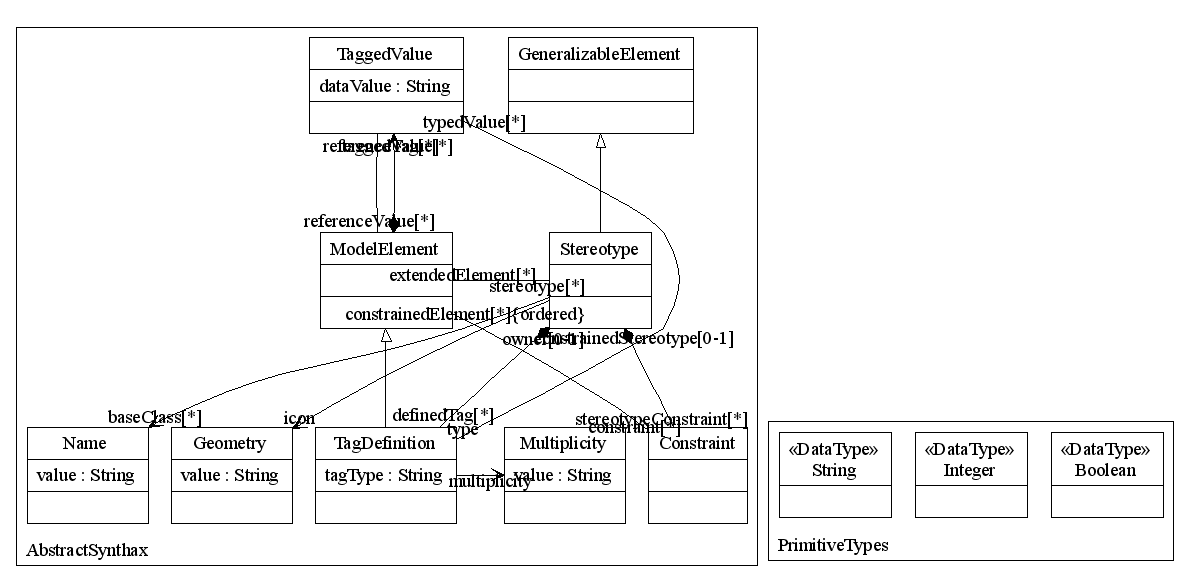 TaggedValue
dataValue : String
GeneralizableElement
typedValue[*]
referenceTag[*]
taggedValue[*]
referenceValue[*]
ModelElement
Stereotype
extendedElement[*]
stereotype[*]
constrainedElement[*]{ordered}
owner[0-1]
constrainedStereotype[0-1]
baseClass[*]
icon
definedTag[*]
type
stereotypeConstraint[*]
constraint[*]
Name
value : String
Geometry
value : String
TagDefinition
tagType : String
multiplicity
Multiplicity
value : String
Constraint
AbstractSynthax
«DataType»
String
«DataType»
Integer
«DataType»
Boolean
PrimitiveTypes